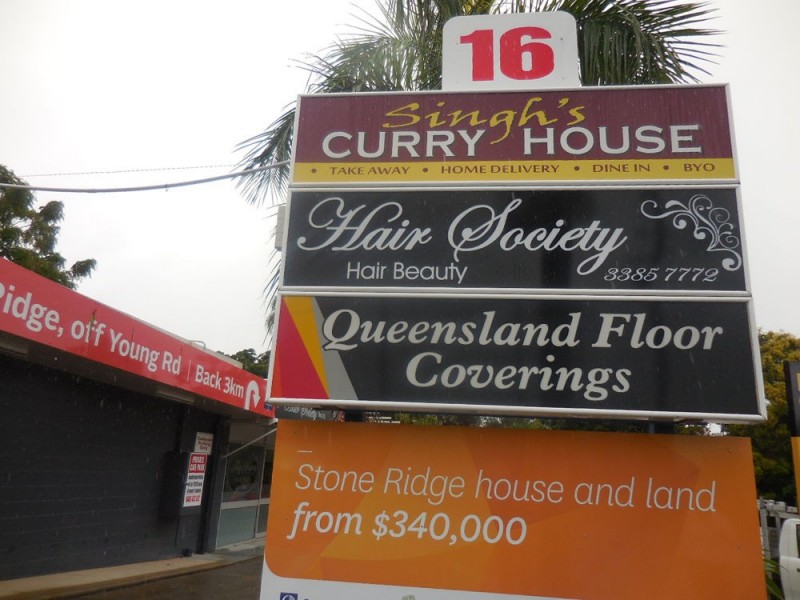 16
Singh's
CURRY HOUSE
• TAKE AWAY • HOME DELIVERY • DINE IN • BYO
Hair Society
Hair Beauty
3385 7772
Queensland Floor
Coverings
Stone Ridge house and land
from $340,000
Ridge, off Young Rd | Back 3km